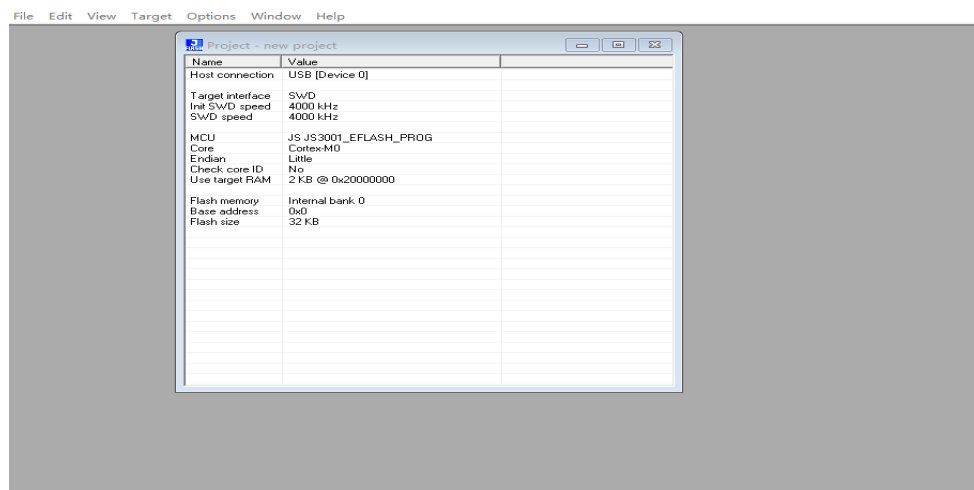 File Edit View Target Options Window Help
Project - new project
Name Value
Host connection USB [Device 0]
Target interface SWD
Init SWD speed 4000 kHz
SWD speed 4000 kHz
MCU JS JS3001_EFLASH_PROG
Core Cortex-M0
Endian Little
Check core ID No
Use target RAM 2 KB @ 0x20000000
Flash memory Internal bank 0
Base address 0x0
Flash size 32 KB